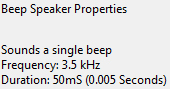 Beep Speaker Properties
Sounds a single beep
Frequency: 3.5 kHz
Duration: 50mS (0.005 Seconds)